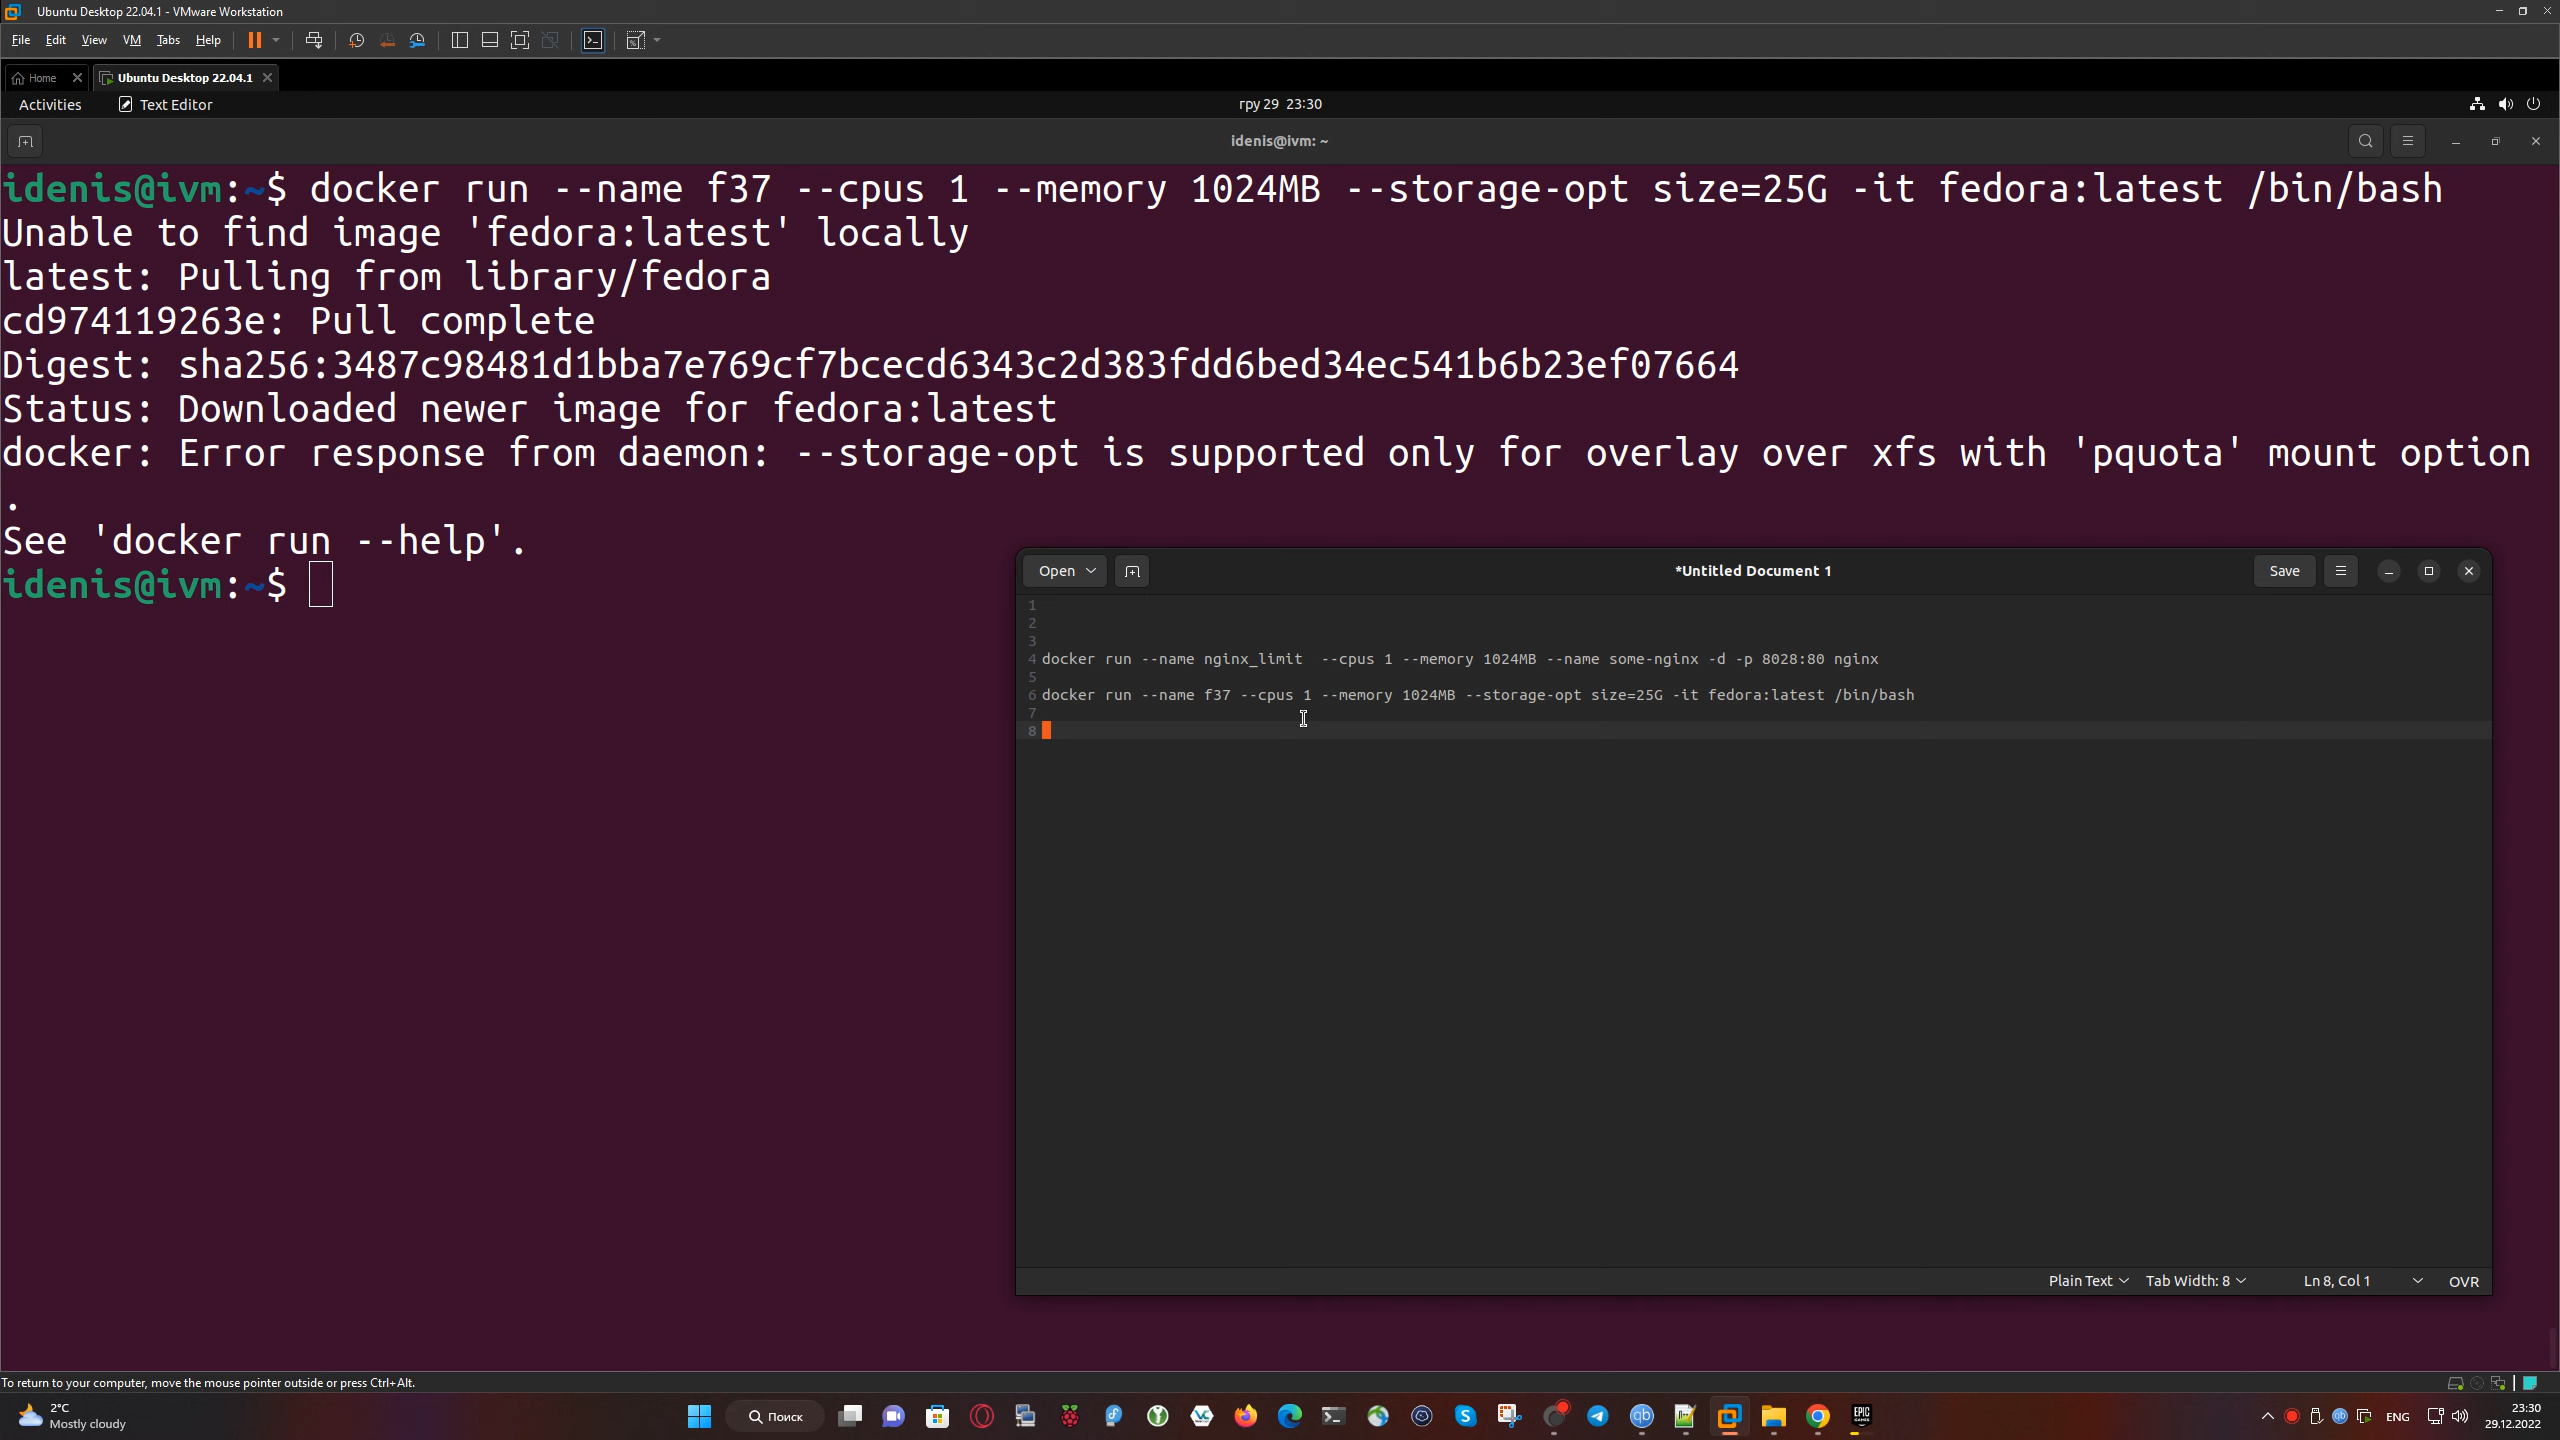 Ubuntu Desktop 22.04.1 - VMware Workstation
File Edit View VM Tabs Help
Home Ubuntu Desktop 22.04.1
Activities Text Editor гру 29 23:30
idenis@ivm: ~
idenis@ivm:~$ docker run --name f37 --cpus 1 --memory 1024MB --storage-opt size=25G -it fedora:latest /bin/bash
Unable to find image 'fedora:latest' locally
latest: Pulling from library/fedora
cd974119263e: Pull complete
Digest: sha256:3487c98481d1bba7e769cf7bcecd6343c2d383fdd6bed34ec541b6b23ef07664
Status: Downloaded newer image for fedora:latest
docker: Error response from daemon: --storage-opt is supported only for overlay over xfs with 'pquota' mount option
.
See 'docker run --help'.
idenis@ivm:~$
Open *Untitled Document 1 Save
1
2
3
4 docker run --name nginx_limit  --cpus 1 --memory 1024MB --name some-nginx -d -p 8028:80 nginx
5
6 docker run --name f37 --cpus 1 --memory 1024MB --storage-opt size=25G -it fedora:latest /bin/bash
7
8
Plain Text Tab Width: 8 Ln 8, Col 1 OVR
To return to your computer, move the mouse pointer outside or press Ctrl+Alt.
2°C
Mostly cloudy
Поиск
qb
EPIC GAMES
ENG
23:30
29.12.2022